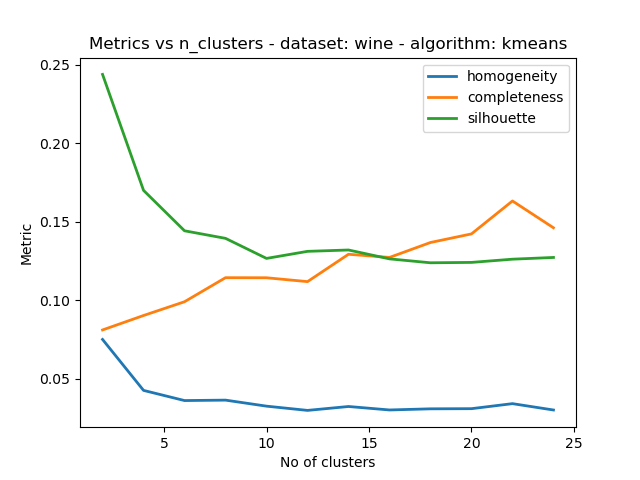 Metrics vs n_clusters - dataset: wine - algorithm: kmeans
0.25
0.20
0.15
0.10
0.05
Metric
homogeneity
completeness
silhouette
5
10
15
20
25
No of clusters